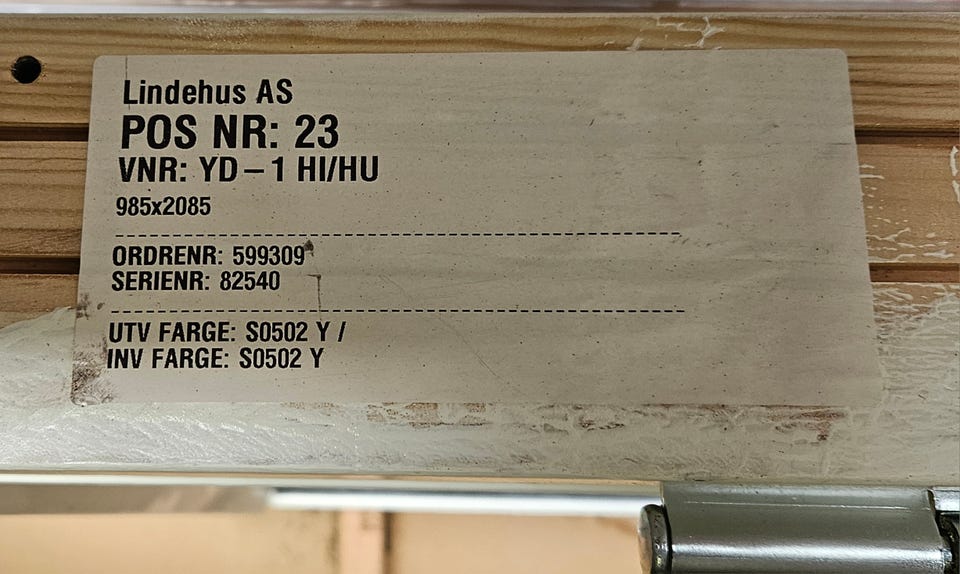 Lindehus AS
POS NR: 23
VNR: YD-1 HI/HU
985x2085
ORDRENR: 599309
SERIENR: 82540
UTV FARGE: S0502 Y /
INV FARGE: S0502 Y